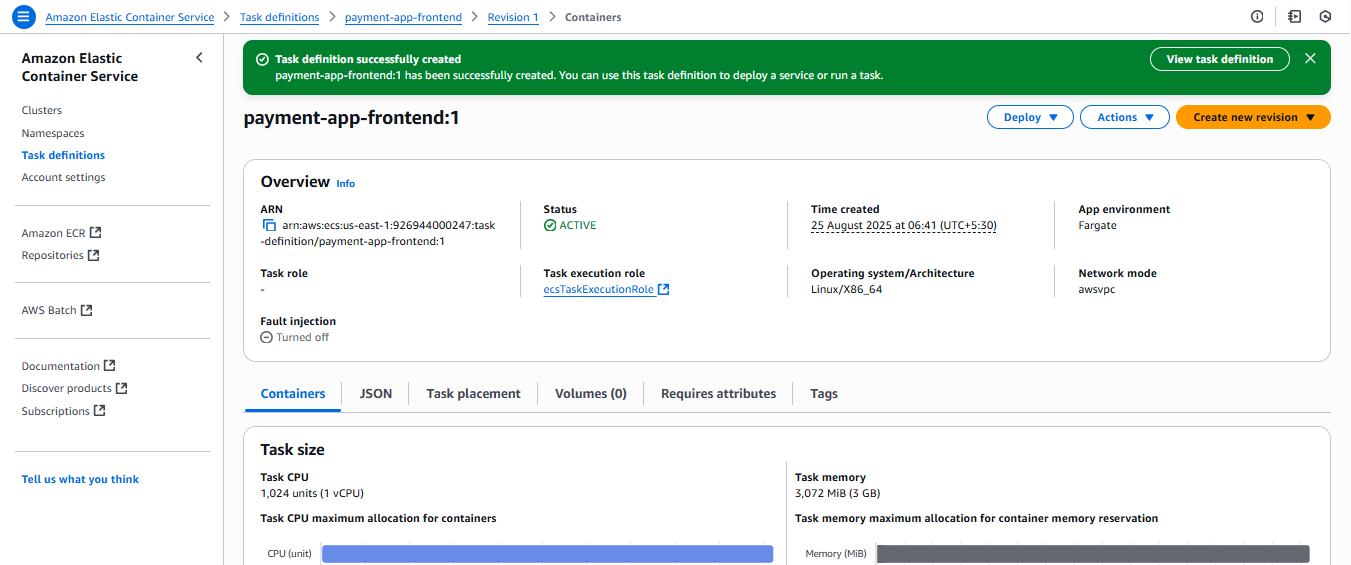 Amazon Elastic Container Service > Task definitions > payment-app-frontend > Revision 1 > Containers
Amazon Elastic
Container Service
Clusters
Namespaces
Task definitions
Account settings
Amazon ECR
Repositories
AWS Batch
Documentation
Discover products
Subscriptions
Tell us what you think
Task definition successfully created
payment-app-frontend:1 has been successfully created. You can use this task definition to deploy a service or run a task.
View task definition
payment-app-frontend:1
Deploy
Actions
Create new revision
Overview Info
ARN
arn:aws:ecs:us-east-1:926944000247:task
-definition/payment-app-frontend:1
Status
ACTIVE
Time created
25 August 2025 at 06:41 (UTC+5:30)
App environment
Fargate
Task role
-
Task execution role
ecsTaskExecutionRole
Operating system/Architecture
Linux/X86_64
Network mode
awsvpc
Fault injection
Turned off
Containers
JSON
Task placement
Volumes (0)
Requires attributes
Tags
Task size
Task CPU
1,024 units (1 vCPU)
Task CPU maximum allocation for containers
CPU (unit)
Task memory
3,072 MiB (3 GB)
Task memory maximum allocation for container memory reservation
Memory (MiB)